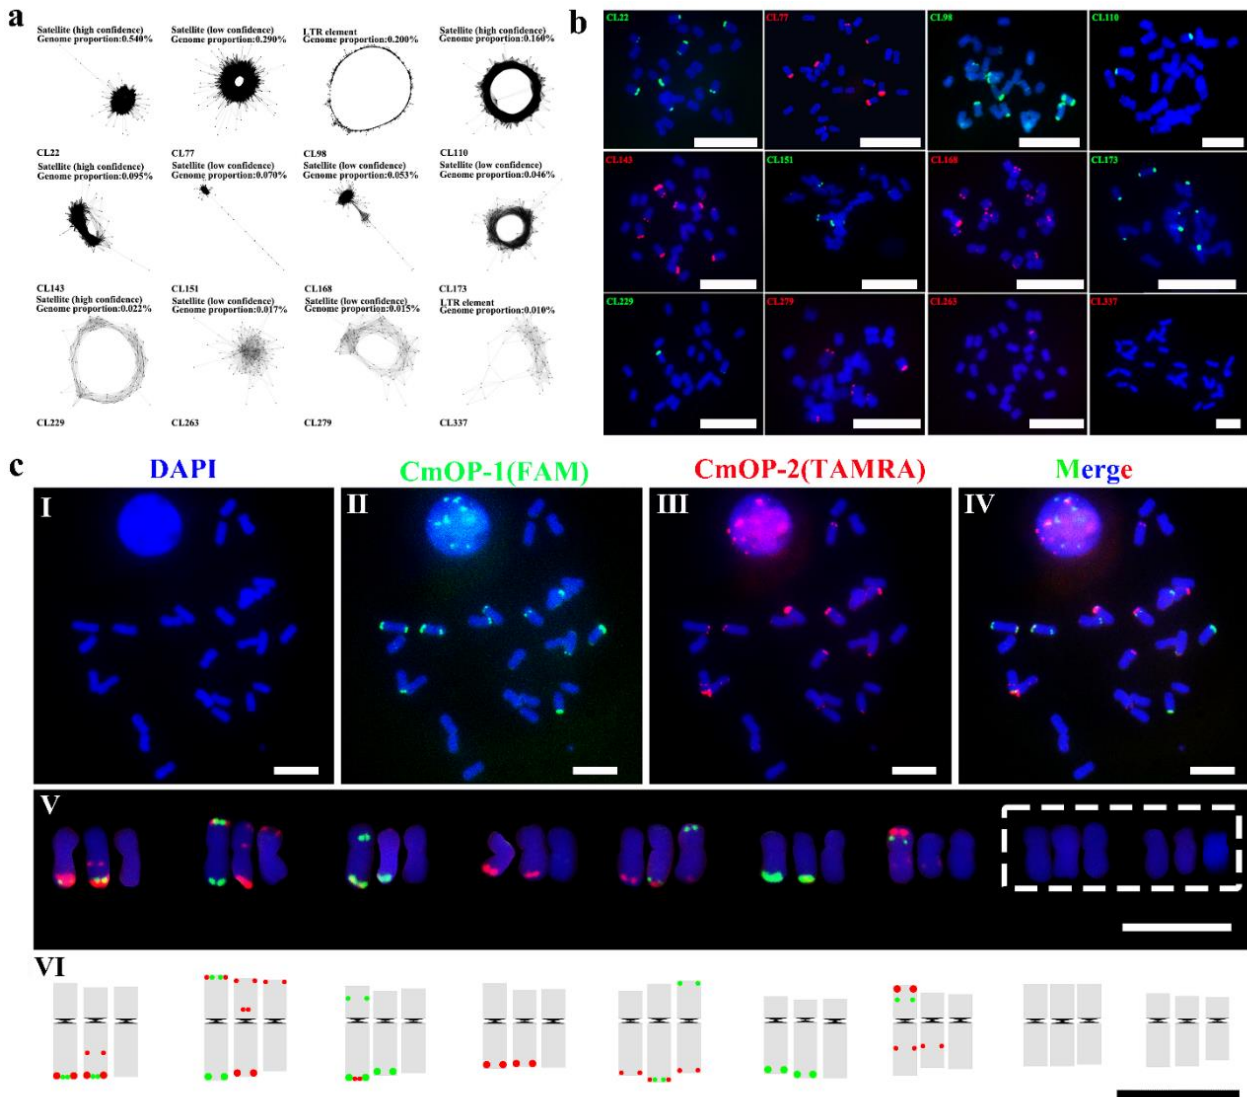 a
Satellite (high confidence)
Genome proportion:0.540%
CL22
Satellite (low confidence)
Genome proportion:0.290%
CL77
LTR element
Genome proportion:0.200%
CL98
Satellite (high confidence)
Genome proportion:0.160%
CL110
Satellite (high confidence)
Genome proportion:0.095%
CL143
Satellite (low confidence)
Genome proportion:0.070%
CL151
Satellite (low confidence)
Genome proportion:0.053%
CL168
Satellite (low confidence)
Genome proportion:0.046%
CL173
Satellite (high confidence)
Genome proportion:0.022%
CL229
Satellite (low confidence)
Genome proportion:0.017%
CL263
Satellite (low confidence)
Genome proportion:0.015%
CL279
LTR element
Genome proportion:0.010%
CL337
b
CL22
CL77
CL98
CL110
CL143
CL151
CL168
CL173
CL229
CL279
CL263
CL337
c
DAPI
CmOP-1(FAM)
CmOP-2(TAMRA)
Merge
I
II
III
IV
V
VI